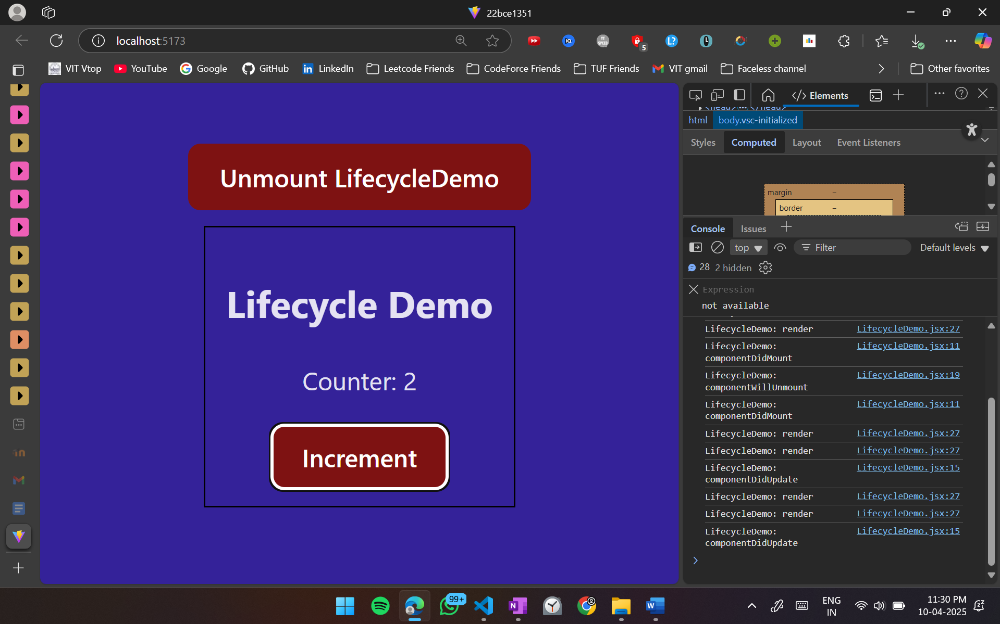 22bce1351
localhost:5173
YT
SPEED
5
VIT Vtop
YouTube
Google
GitHub
LinkedIn
Leetcode Friends
CodeForce Friends
TUF Friends
VIT gmail
Faceless channel
Other favorites
Unmount LifecycleDemo
Lifecycle Demo
Counter: 2
Increment
Elements
html
body.vsc-initialized
Styles
Computed
Layout
Event Listeners
margin
–
border
–
Console
Issues
top
Filter
Default levels
28
2 hidden
Expression
not available
LifecycleDemo: render LifecycleDemo.jsx:27
LifecycleDemo: LifecycleDemo.jsx:11
componentDidMount
LifecycleDemo: LifecycleDemo.jsx:19
componentWillUnmount
LifecycleDemo: LifecycleDemo.jsx:11
componentDidMount
LifecycleDemo: render LifecycleDemo.jsx:27
LifecycleDemo: render LifecycleDemo.jsx:27
LifecycleDemo: LifecycleDemo.jsx:15
componentDidUpdate
LifecycleDemo: render LifecycleDemo.jsx:27
LifecycleDemo: render LifecycleDemo.jsx:27
LifecycleDemo: LifecycleDemo.jsx:15
componentDidUpdate
99+
ENG
IN
11:30 PM
10-04-2025